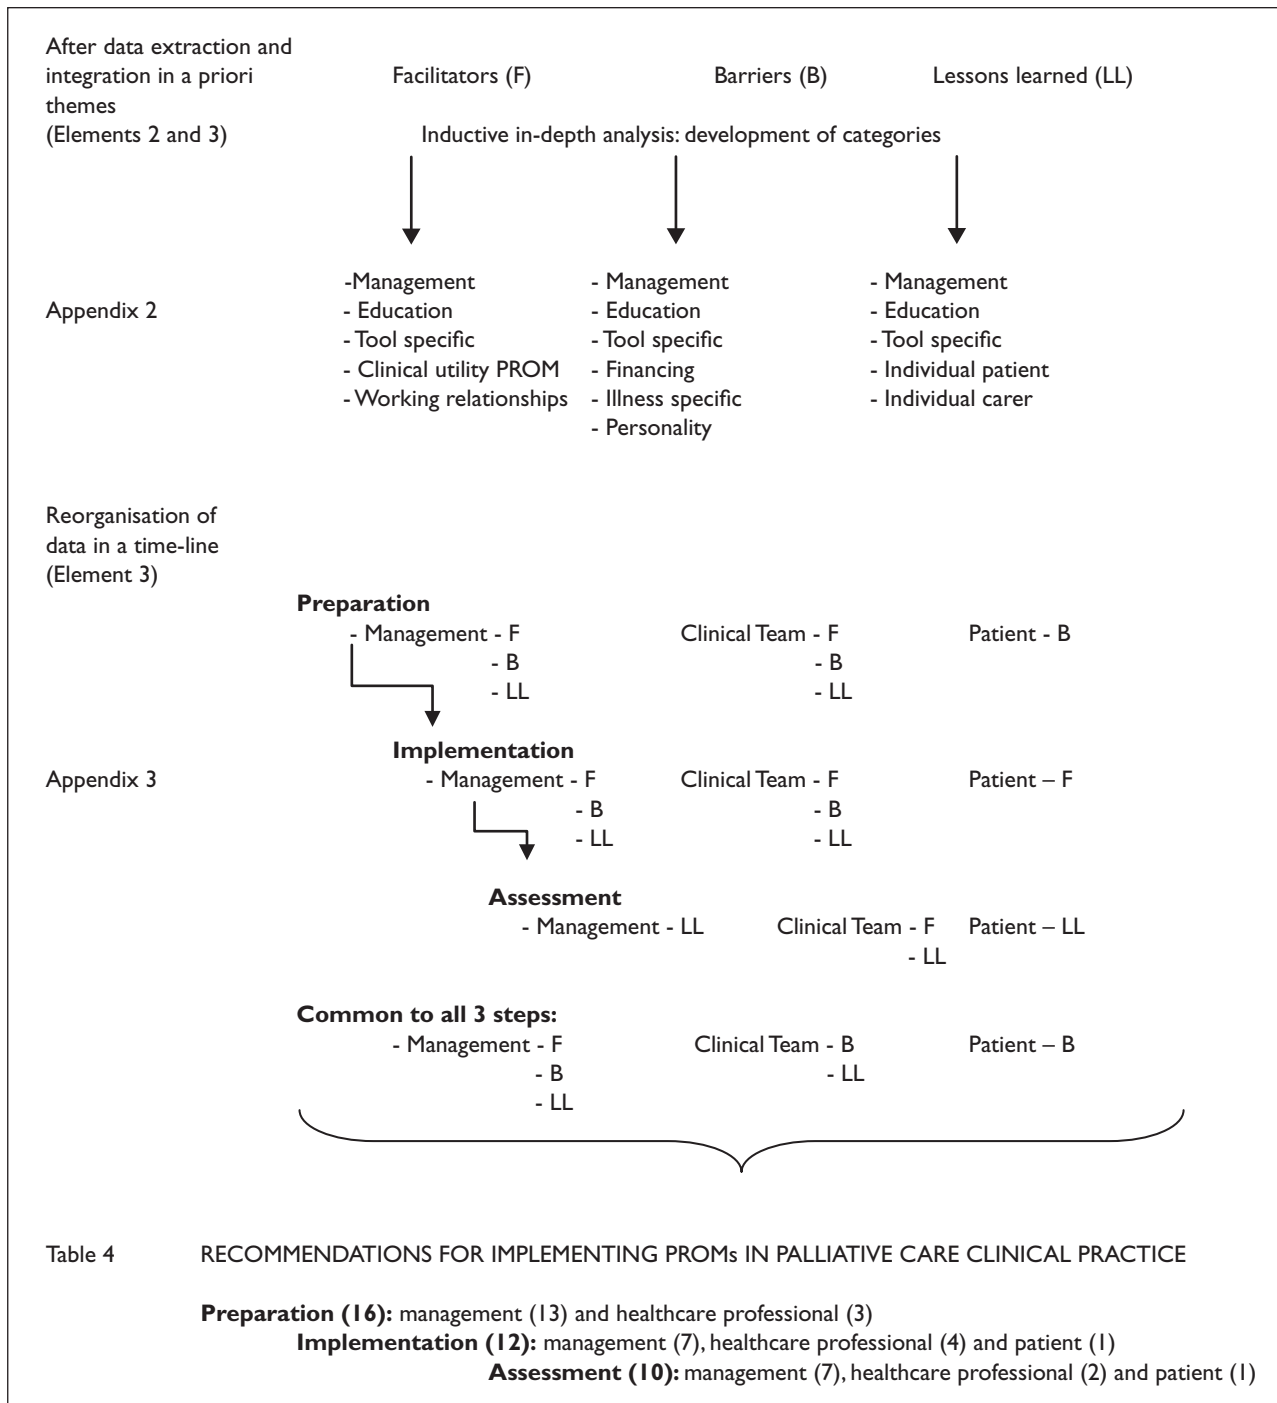 After data extraction and
integration in a priori
themes
(Elements 2 and 3)
Facilitators (F)
Barriers (B)
Lessons learned (LL)
Inductive in-depth analysis: development of categories
Appendix 2
-Management
- Education
- Tool specific
- Clinical utility PROM
- Working relationships
- Management
- Education
- Tool specific
- Financing
- Illness specific
- Personality
- Management
- Education
- Tool specific
- Individual patient
- Individual carer
Reorganisation of
data in a time-line
(Element 3)
Preparation
- Management - F
- B
- LL
Clinical Team - F
- B
- LL
Patient - B
Appendix 3
Implementation
- Management - F
- B
- LL
Clinical Team - F
- B
- LL
Patient – F
Assessment
- Management - LL
Clinical Team - F
- LL
Patient – LL
Common to all 3 steps:
- Management - F
- B
- LL
Clinical Team - B
- LL
Patient – B
Table 4
RECOMMENDATIONS FOR IMPLEMENTING PROMs IN PALLIATIVE CARE CLINICAL PRACTICE
Preparation (16): management (13) and healthcare professional (3)
Implementation (12): management (7), healthcare professional (4) and patient (1)
Assessment (10): management (7), healthcare professional (2) and patient (1)